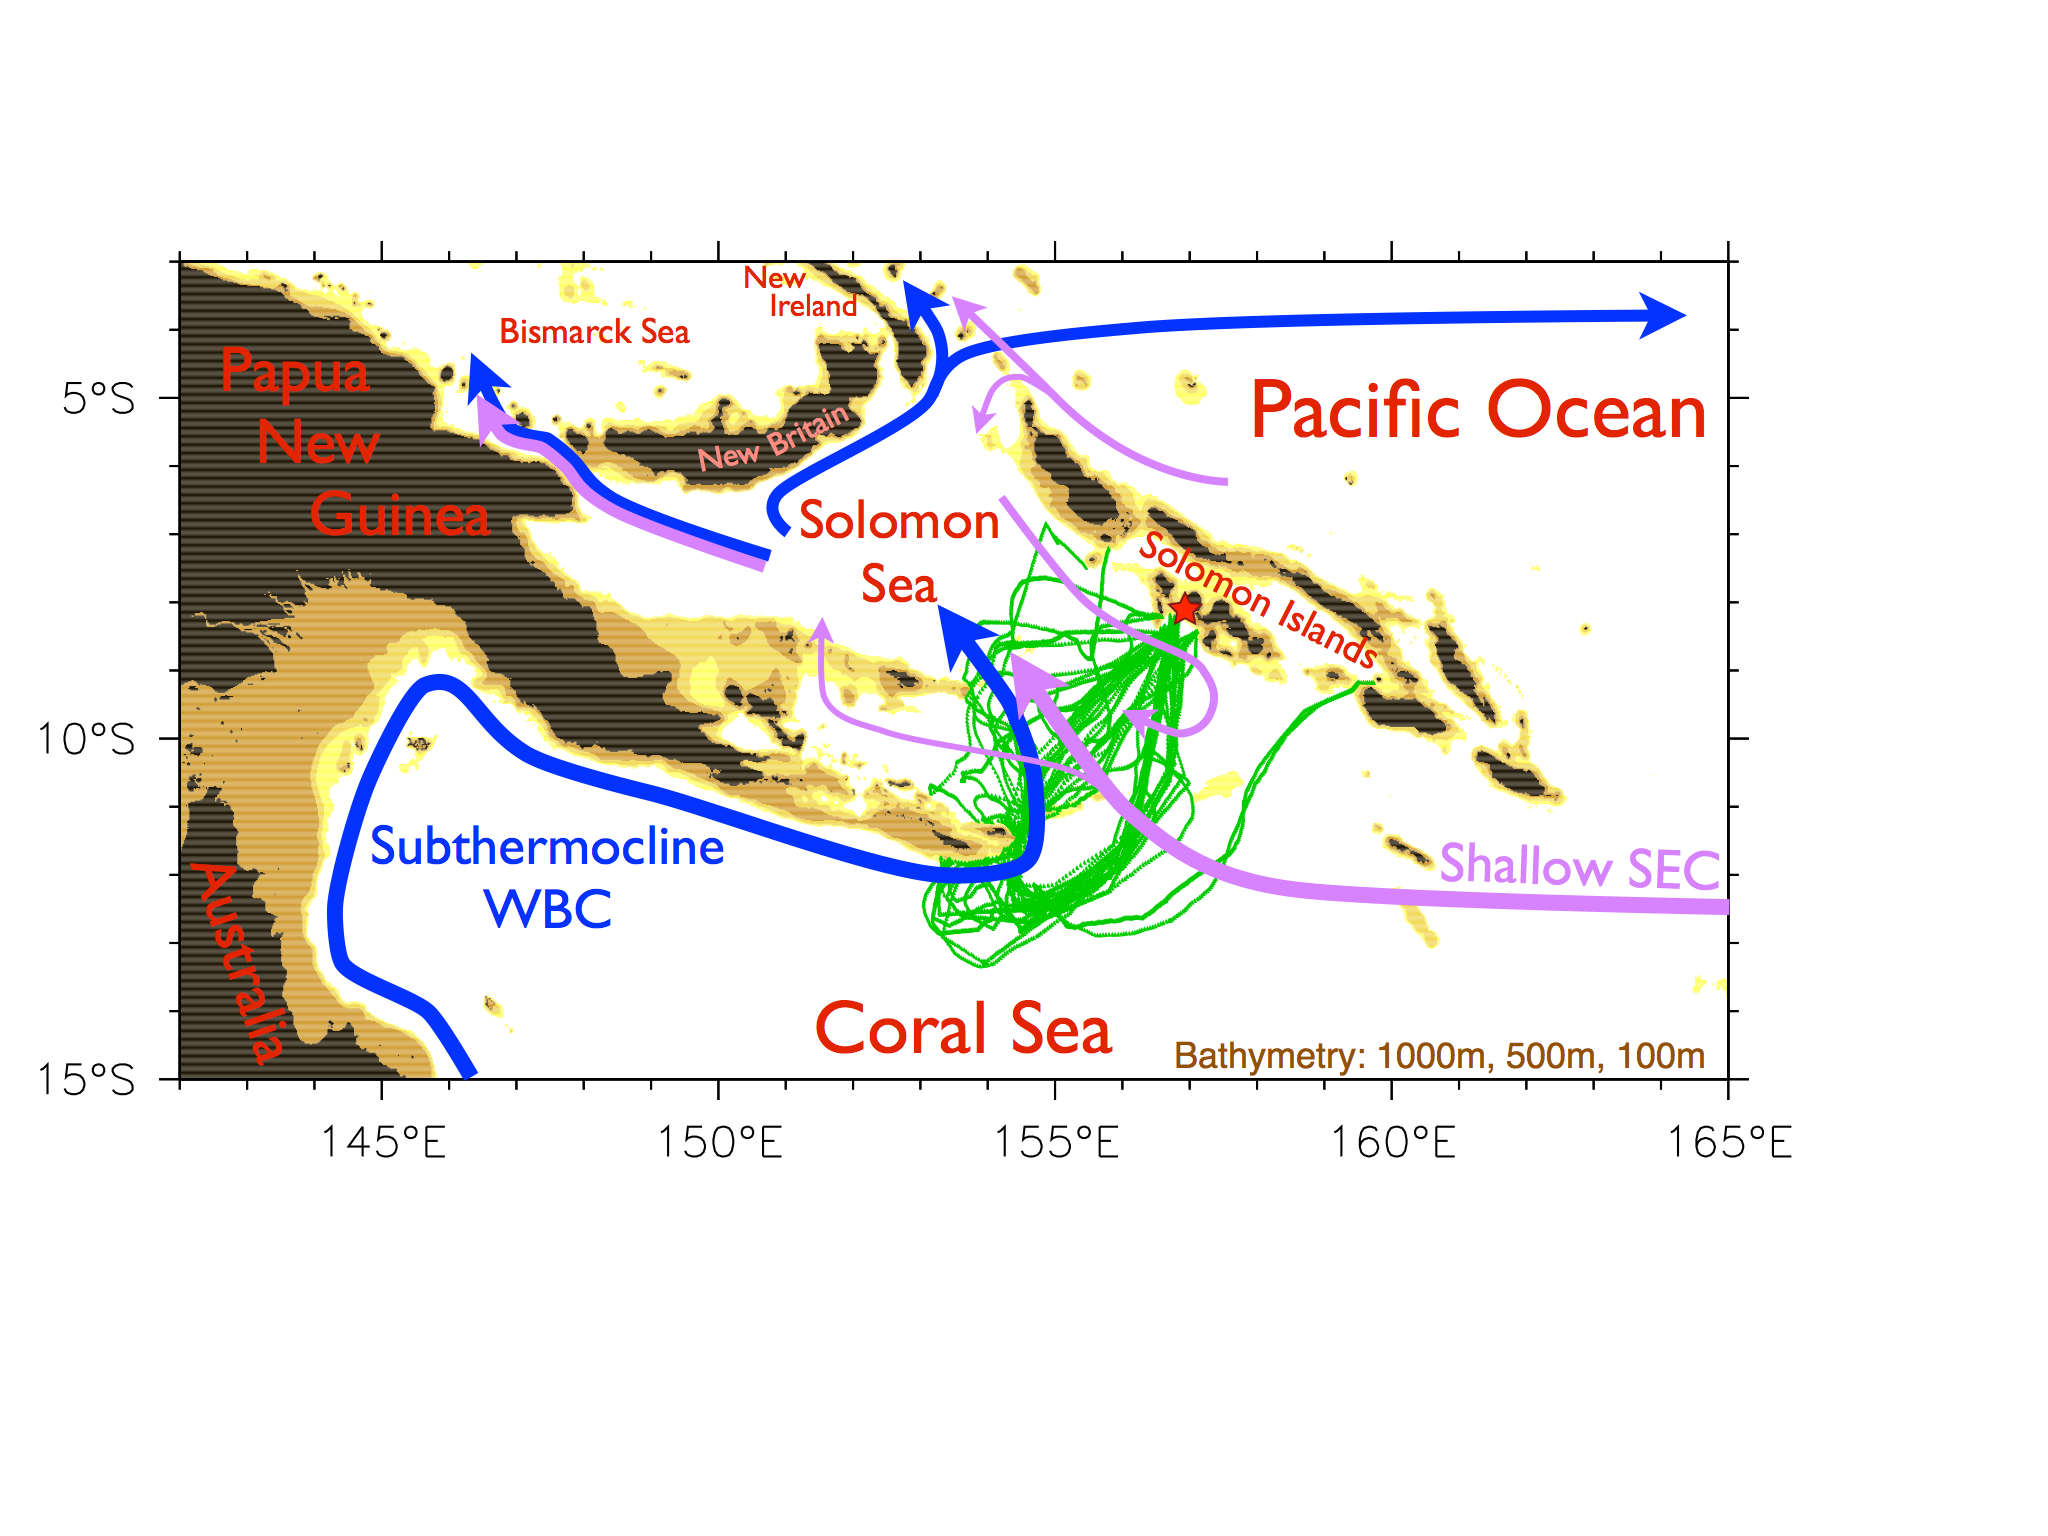 New
Ireland
Bismarck Sea
Papua
New
Guinea
New Britain
Pacific Ocean
Solomon
Sea
Solomon Islands
Subthermocline
WBC
Shallow SEC
Australia
Coral Sea
Bathymetry: 1000m, 500m, 100m
5°S
10°S
15°S
145°E
150°E
155°E
160°E
165°E